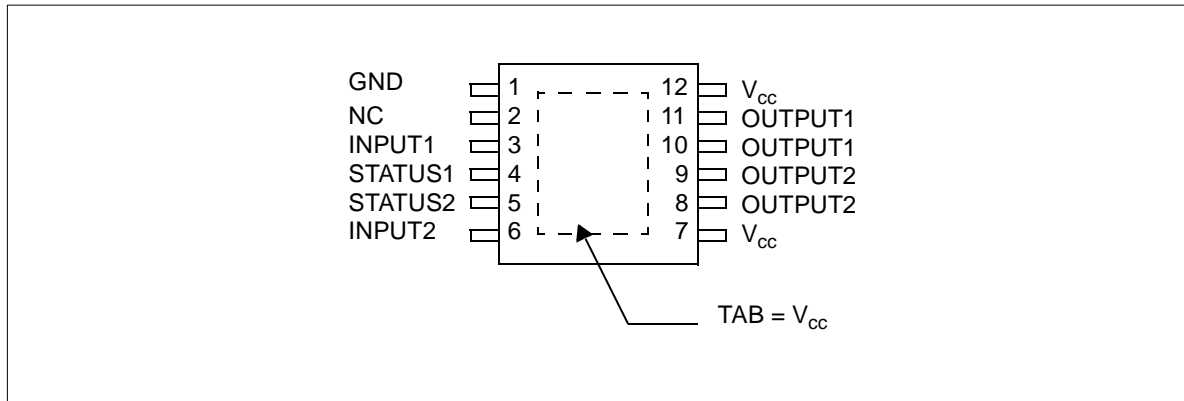 GND 1 12 Vcc
NC 2 11 OUTPUT1
INPUT1 3 10 OUTPUT1
STATUS1 4 9 OUTPUT2
STATUS2 5 8 OUTPUT2
INPUT2 6 7 Vcc
TAB = Vcc